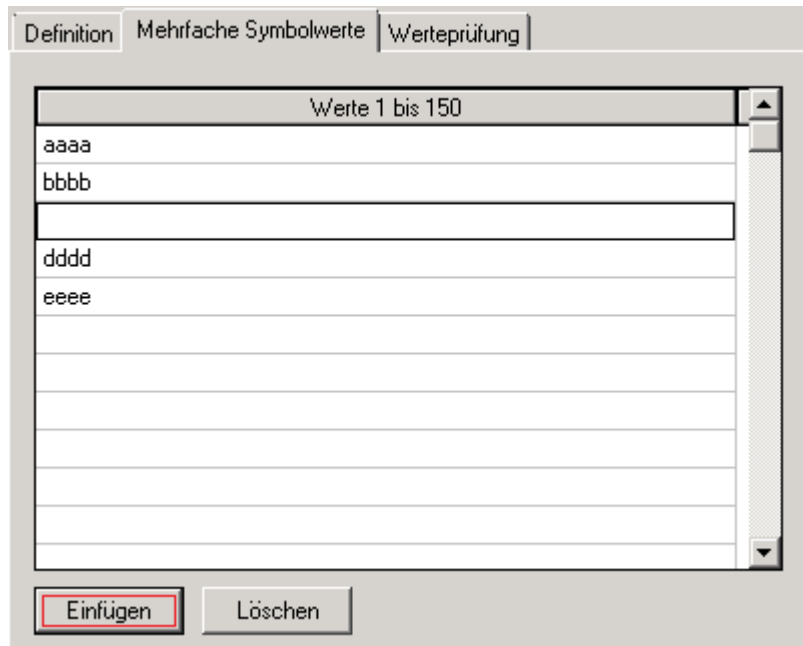 Definition Mehrfache Symbolwerte Werteprüfung
Werte 1 bis 150
aaaa
bbbb
dddd
eeee
Einfügen Löschen